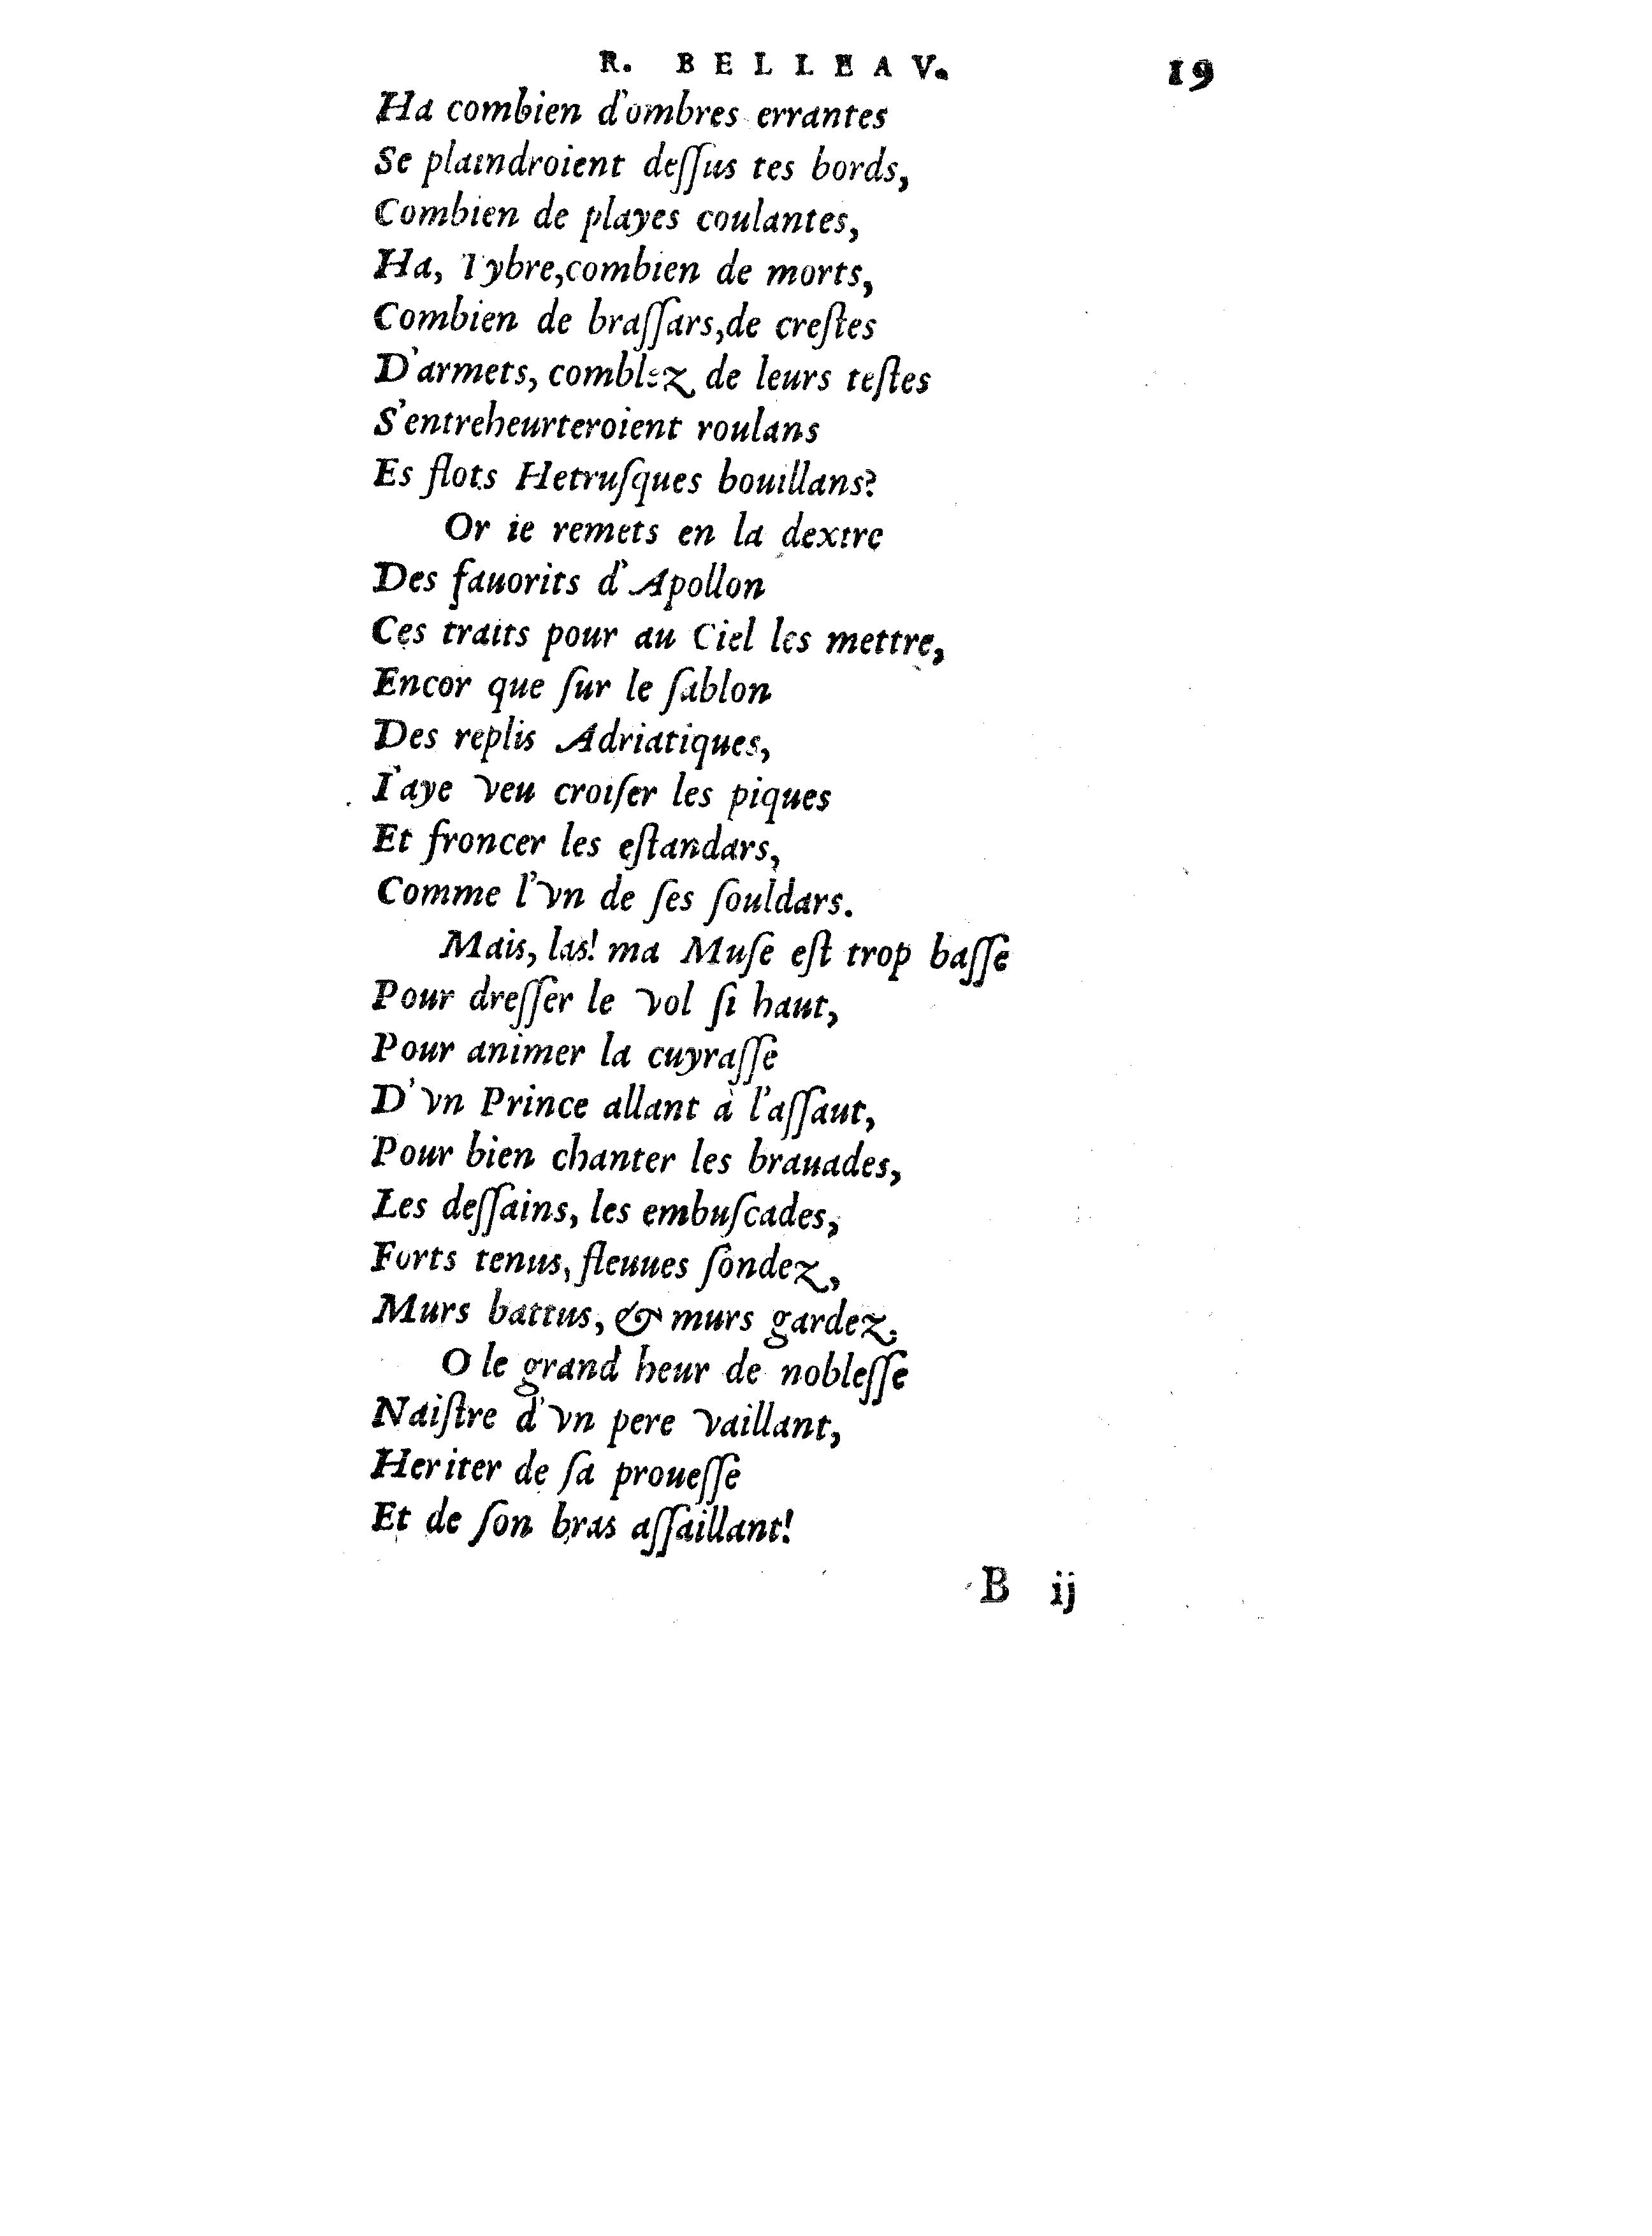 R. BELLEAV. 19
Ha combien d'ombres errantes
Se plaindroient deſſus tes bords,
Combien de playes coulantes,
Ha, Tybre,combien de morts,
Combien de braſſars,de creſtes
D'armets, comblez de leurs teſtes
S'entreheurteroient roulans
Es flots Hetruſques bouillans?
Or ie remets en la dextre
Des fauorits d'Apollon
Ces traits pour au Ciel les mettre,
Encor que ſur le ſablon
Des replis Adriatiques,
I'aye veu croiſer les piques
Et froncer les eſtandars,
Comme l'vn de ſes ſouldars.
Mais, las! ma Muſe eſt trop baſſe
Pour dreſſer le vol ſi haut,
Pour animer la cuyraſſe
D'vn Prince allant à l'aſſaut,
Pour bien chanter les brauades,
Les deſſains, les embuſcades,
Forts tenus, fleuues ſondez,
Murs battus, & murs gardez.
O le grand heur de nobleſſe
Naiſtre d'vn pere vaillant,
Heriter de ſa proueſſe
Et de ſon bras aſſaillant!
B ij